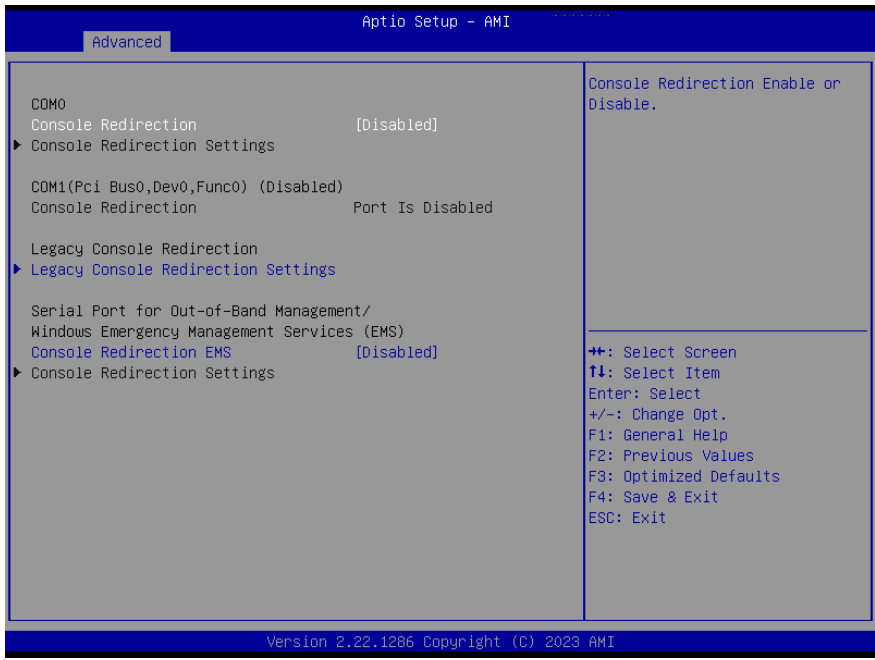 Aptio Setup - AMI
Advanced
COM0
Console Redirection [Disabled]
Console Redirection Settings
COM1(Pci Bus0,Dev0,Func0) (Disabled)
Console Redirection Port Is Disabled
Legacy Console Redirection
Legacy Console Redirection Settings
Serial Port for Out-of-Band Management/
Windows Emergency Management Services (EMS)
Console Redirection EMS [Disabled]
Console Redirection Settings
Console Redirection Enable or
Disable.
→←: Select Screen
↑↓: Select Item
Enter: Select
+/-: Change Opt.
F1: General Help
F2: Previous Values
F3: Optimized Defaults
F4: Save & Exit
ESC: Exit
Version 2.22.1286 Copyright (C) 2023 AMI